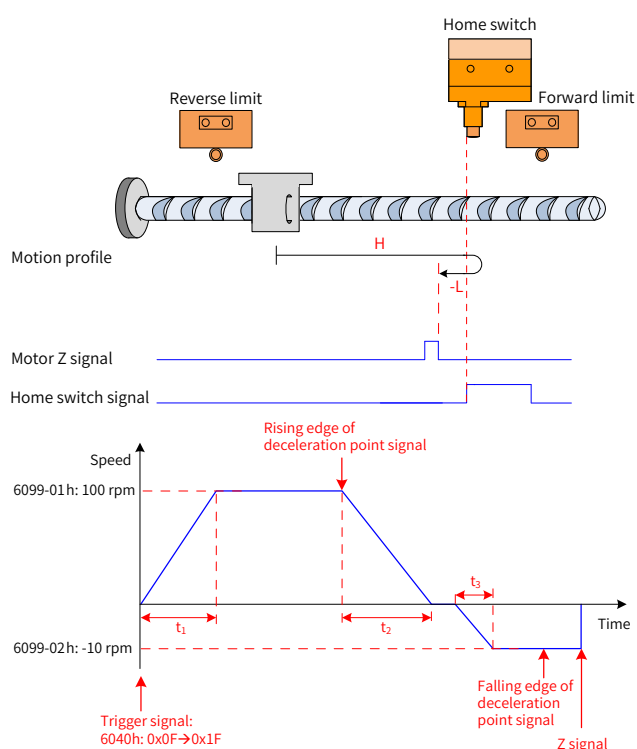 Home switch
Reverse limit
Forward limit
Motion profile
H
-L
Motor Z signal
Home switch signal
Rising edge of
deceleration point signal
Speed
6099-01h: 100 rpm
t3
t1
t2
Time
6099-02h: -10 rpm
Falling edge of
deceleration
point signal
Trigger signal:
6040h: 0x0F→0x1F
Z signal